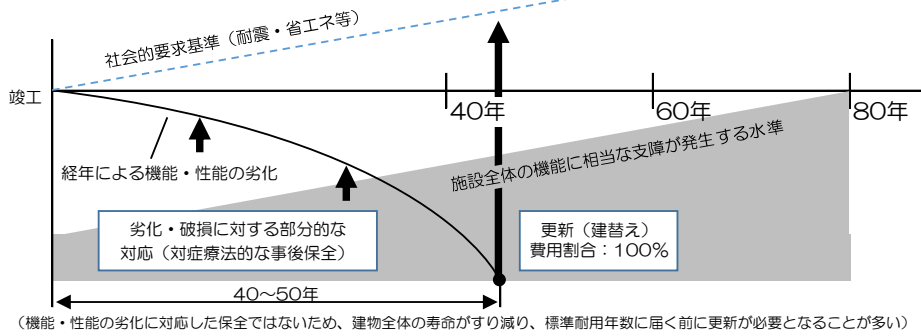 社会的要求基準（耐震・省エネ等）
竣工
40年
60年
80年
経年による機能・性能の劣化
施設全体の機能に相当な支障が発生する水準
劣化・破損に対する部分的な
対応（対症療法的な事後保全）
更新（建替え）
費用割合：100%
40～50年
（機能・性能の劣化に対応した保全ではないため、建物全体の寿命がすり減り、標準耐用年数に届く前に更新が必要となることが多い）